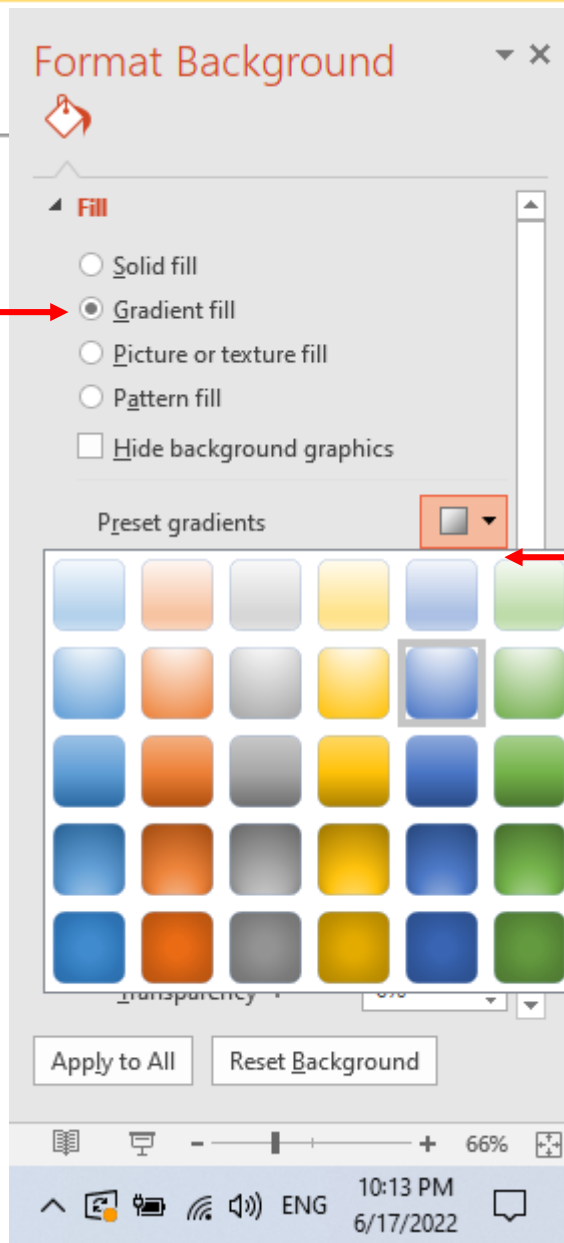 Format Background
Fill
Solid fill
Gradient fill
Picture or texture fill
Pattern fill
Hide background graphics
Preset gradients
Transparency
Apply to All
Reset Background
66%
ENG
10:13 PM
6/17/2022